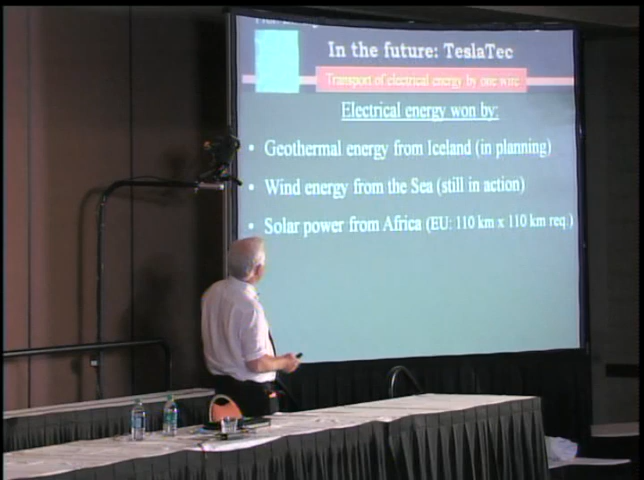 In the future: TeslaTec
Transport of electrical energy by one wire
Electrical energy won by:
• Geothermal energy from Iceland (in planning)
• Wind energy from the Sea (still in action)
• Solar power from Africa (EU: 110 km x 110 km req.)